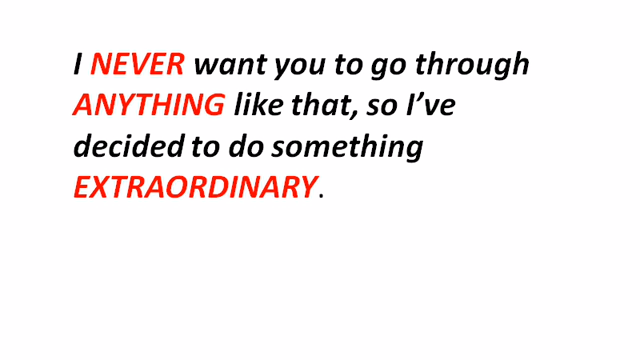 I NEVER want you to go through
ANYTHING like that, so I’ve
decided to do something
EXTRAORDINARY.